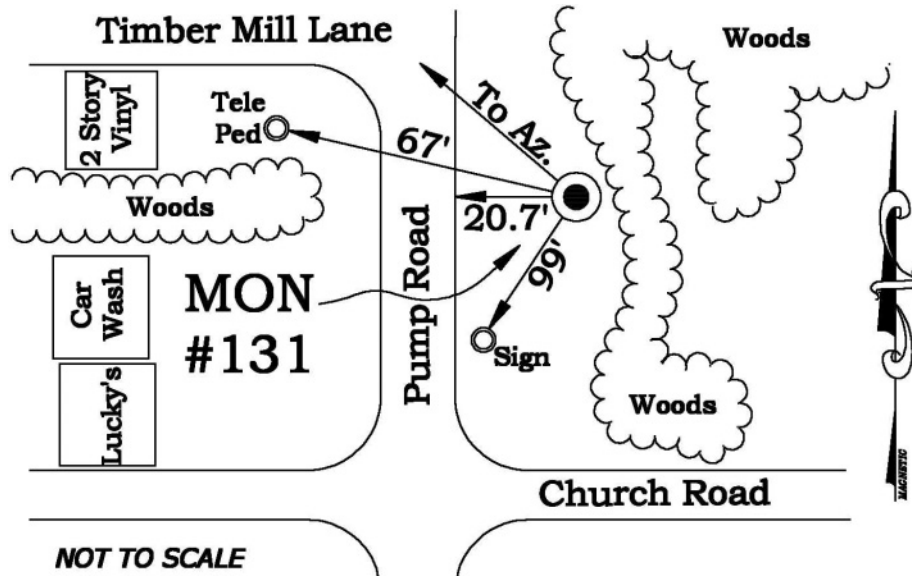 Timber Mill Lane
Woods
2 Story
Vinyl
Tele
Ped
To Az.
67'
Woods
20.7'
99'
MON
#131
Pump Road
Car
Wash
Sign
Lucky's
Woods
Church Road
MAGNETIC
NOT TO SCALE